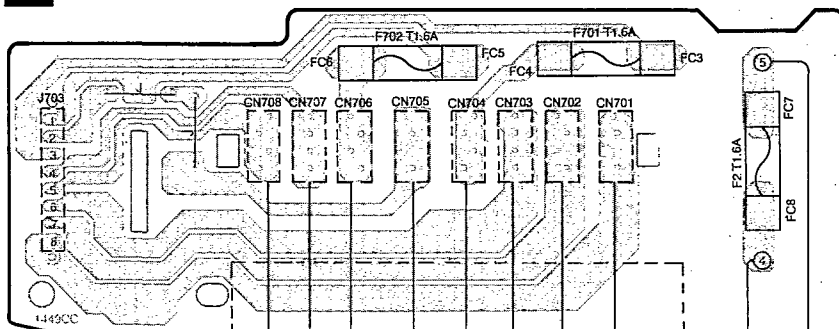 F702 T1.6A
F701 T1.6A
FC6
FC5
FC4
FC3
5
J703
CN708
CN707
CN706
CN705
CN704
CN703
CN702
CN701
FC7
F2 T1.6A
FC8
1
2
3
4
5
6
7
8
4
1449CC